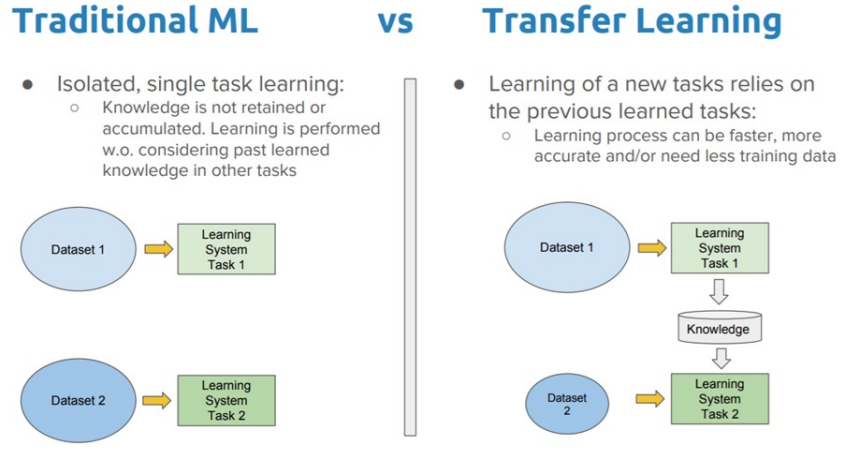 Traditional ML vs Transfer Learning
● Isolated, single task learning:
○ Knowledge is not retained or
accumulated. Learning is performed
w.o. considering past learned
knowledge in other tasks
Dataset 1
Learning
System
Task 1
Dataset 2
Learning
System
Task 2
● Learning of a new tasks relies on
the previous learned tasks:
○ Learning process can be faster, more
accurate and/or need less training data
Dataset 1
Learning
System
Task 1
Knowledge
Dataset
2
Learning
System
Task 2